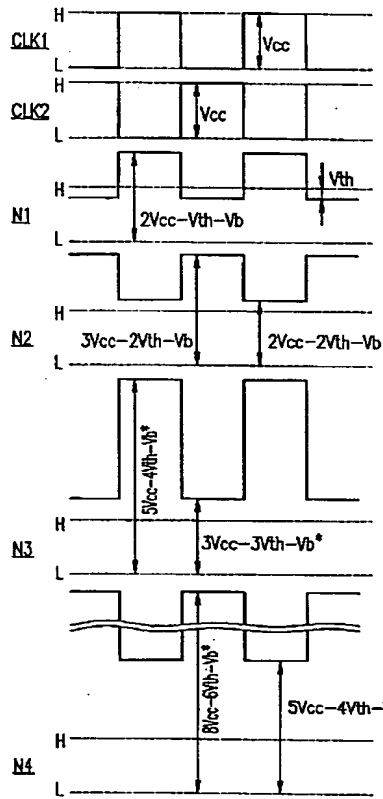 H
CLK1
Vcc
L
H
CLK2
Vcc
L
H
Vth
N1
2Vcc-Vth-Vb
L
H
N2
3Vcc-2Vth-Vb
2Vcc-2Vth-Vb
L
5Vcc-4Vth-Vb*
H
N3
3Vcc-3Vth-Vb*
L
8Vcc-6Vth-Vb*
5Vcc-4Vth-
H
N4
L